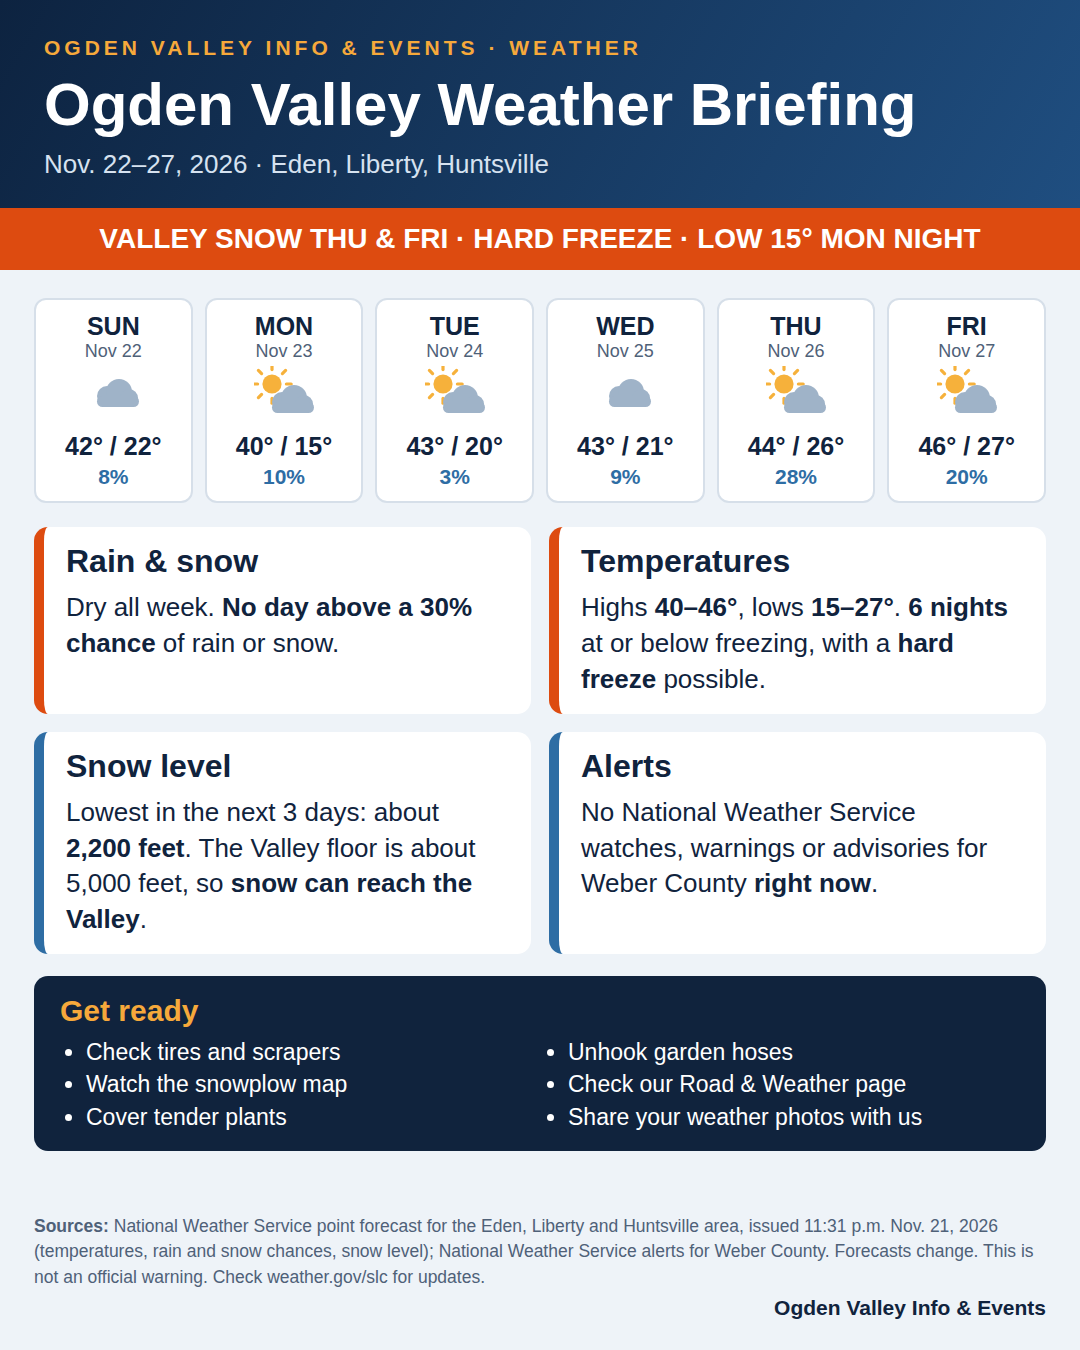 OGDEN VALLEY INFO & EVENTS · WEATHER
Ogden Valley Weather Briefing
Nov. 22–27, 2026 · Eden, Liberty, Huntsville
VALLEY SNOW THU & FRI · HARD FREEZE · LOW 15° MON NIGHT
SUN
Nov 22
42° / 22°
8%
MON
Nov 23
40° / 15°
10%
TUE
Nov 24
43° / 20°
3%
WED
Nov 25
43° / 21°
9%
THU
Nov 26
44° / 26°
28%
FRI
Nov 27
46° / 27°
20%
Rain & snow
Dry all week. No day above a 30%
chance of rain or snow.
Temperatures
Highs 40–46°, lows 15–27°. 6 nights
at or below freezing, with a hard
freeze possible.
Snow level
Lowest in the next 3 days: about
2,200 feet. The Valley floor is about
5,000 feet, so snow can reach the
Valley.
Alerts
No National Weather Service
watches, warnings or advisories for
Weber County right now.
Get ready
• Check tires and scrapers
• Watch the snowplow map
• Cover tender plants
• Unhook garden hoses
• Check our Road & Weather page
• Share your weather photos with us
Sources: National Weather Service point forecast for the Eden, Liberty and Huntsville area, issued 11:31 p.m. Nov. 21, 2026
(temperatures, rain and snow chances, snow level); National Weather Service alerts for Weber County. Forecasts change. This is
not an official warning. Check weather.gov/slc for updates.
Ogden Valley Info & Events